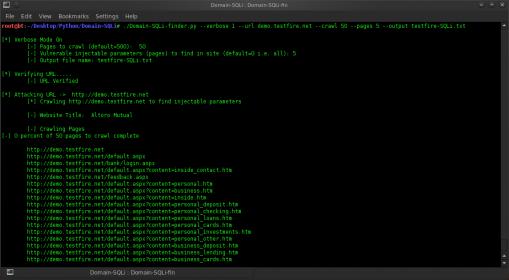 Domain-SQLi : Domain-SQLi-fin
File Edit View Bookmarks Settings Help
root@bt:~/Desktop/Python/Domain-SQLi# ./Domain-SQLi-finder.py --verbose 1 --url demo.testfire.net --crawl 50 --pages 5 --output testfire-SQLi.txt
[*] Verbose Mode On
[-] Pages to crawl (default=500): 50
[-] Vulnerable injectable parameters (pages) to find in site (default=0 i.e. all): 5
[-] Output file name: testfire-SQLi.txt
[*] Verifying URL.....
[-] URL Verified
[*] Attacking URL -> http://demo.testfire.net
[*] Crawling http://demo.testfire.net to find injectable parameters
[-] Website Title: Altoro Mutual
[-] Crawling Pages
[-] 0 percent of 50 pages to crawl complete
http://demo.testfire.net
http://demo.testfire.net/default.aspx
http://demo.testfire.net/bank/login.aspx
http://demo.testfire.net/default.aspx?content=inside_contact.htm
http://demo.testfire.net/feedback.aspx
http://demo.testfire.net/default.aspx?content=personal.htm
http://demo.testfire.net/default.aspx?content=business.htm
http://demo.testfire.net/default.aspx?content=inside.htm
http://demo.testfire.net/default.aspx?content=personal_deposit.htm
http://demo.testfire.net/default.aspx?content=personal_checking.htm
http://demo.testfire.net/default.aspx?content=personal_loans.htm
http://demo.testfire.net/default.aspx?content=personal_cards.htm
http://demo.testfire.net/default.aspx?content=personal_investments.htm
http://demo.testfire.net/default.aspx?content=personal_other.htm
http://demo.testfire.net/default.aspx?content=business_deposit.htm
http://demo.testfire.net/default.aspx?content=business_lending.htm
http://demo.testfire.net/default.aspx?content=business_cards.htm
Domain-SQLi : Domain-SQLi-fin